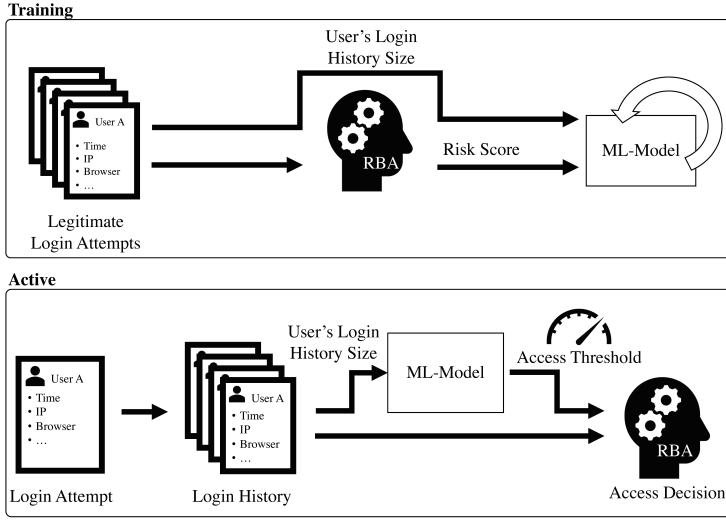 Training
User's Login
History Size
User A
• Time
• IP
• Browser
• ...
RBA
Risk Score
ML-Model
Legitimate
Login Attempts
Active
User's Login
History Size
ML-Model
Access Threshold
User A
• Time
• IP
• Browser
• ...
User A
• Time
• IP
• Browser
• ...
RBA
Login Attempt
Login History
Access Decision